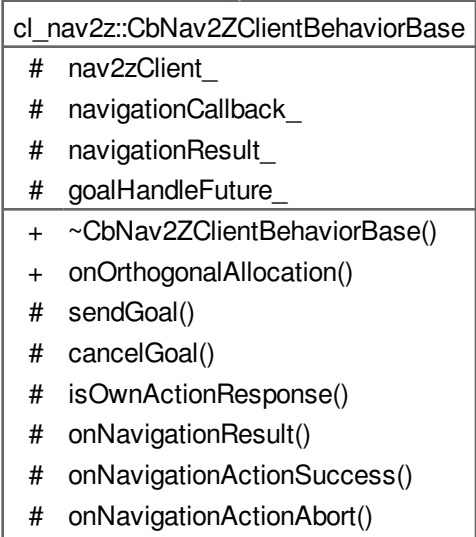 cl_nav2z::CbNav2ZClientBehaviorBase
# nav2zClient_
# navigationCallback_
# navigationResult_
# goalHandleFuture_
+ ~CbNav2ZClientBehaviorBase()
+ onOrthogonalAllocation()
# sendGoal()
# cancelGoal()
# isOwnActionResponse()
# onNavigationResult()
# onNavigationActionSuccess()
# onNavigationActionAbort()